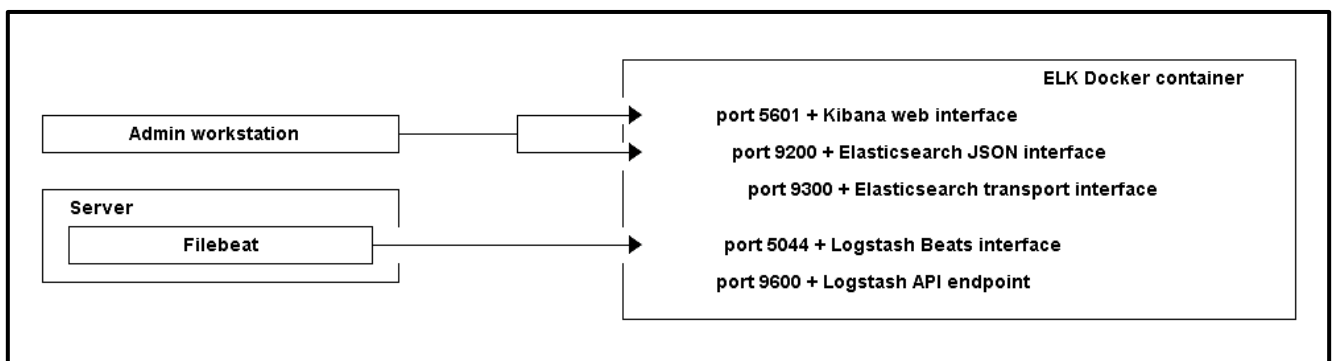 ELK Docker container
port 5601 + Kibana web interface
Admin workstation
port 9200 + Elasticsearch JSON interface
port 9300 + Elasticsearch transport interface
Server
Filebeat
port 5044 + Logstash Beats interface
port 9600 + Logstash API endpoint